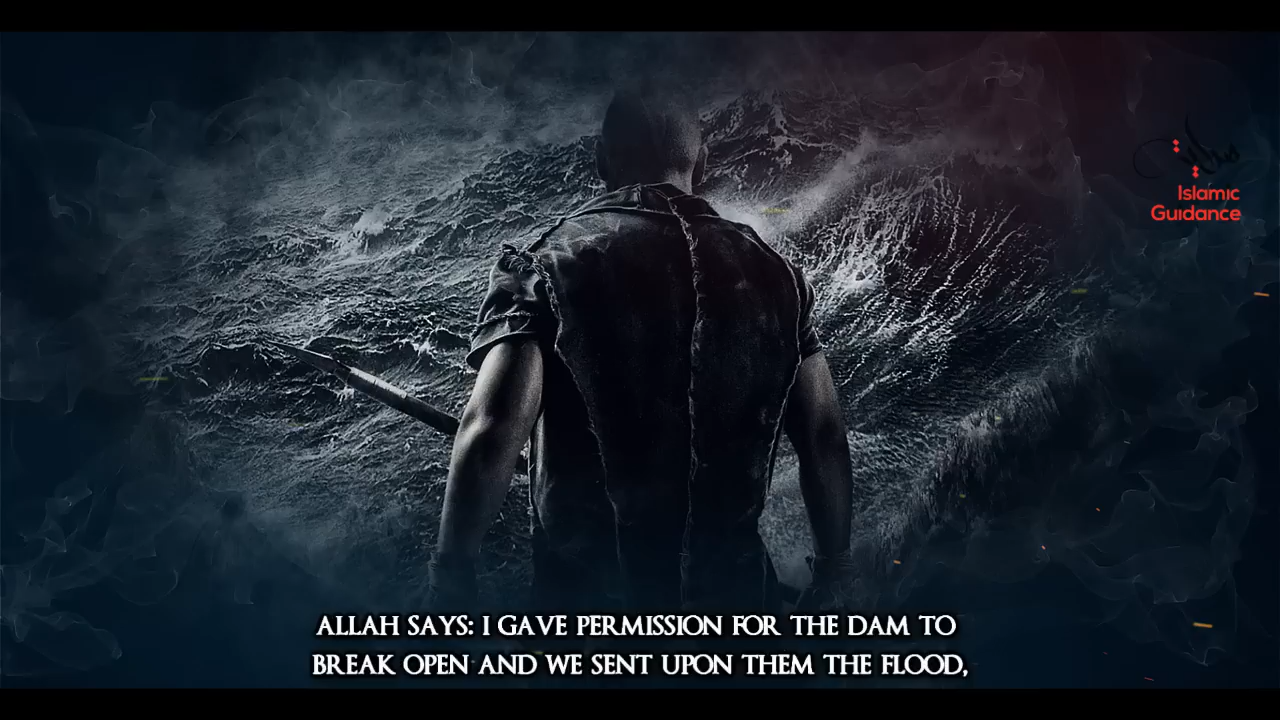 Islamic
Guidance
ALLAH SAYS: I GAVE PERMISSION FOR THE DAM TO
BREAK OPEN AND WE SENT UPON THEM THE FLOOD,